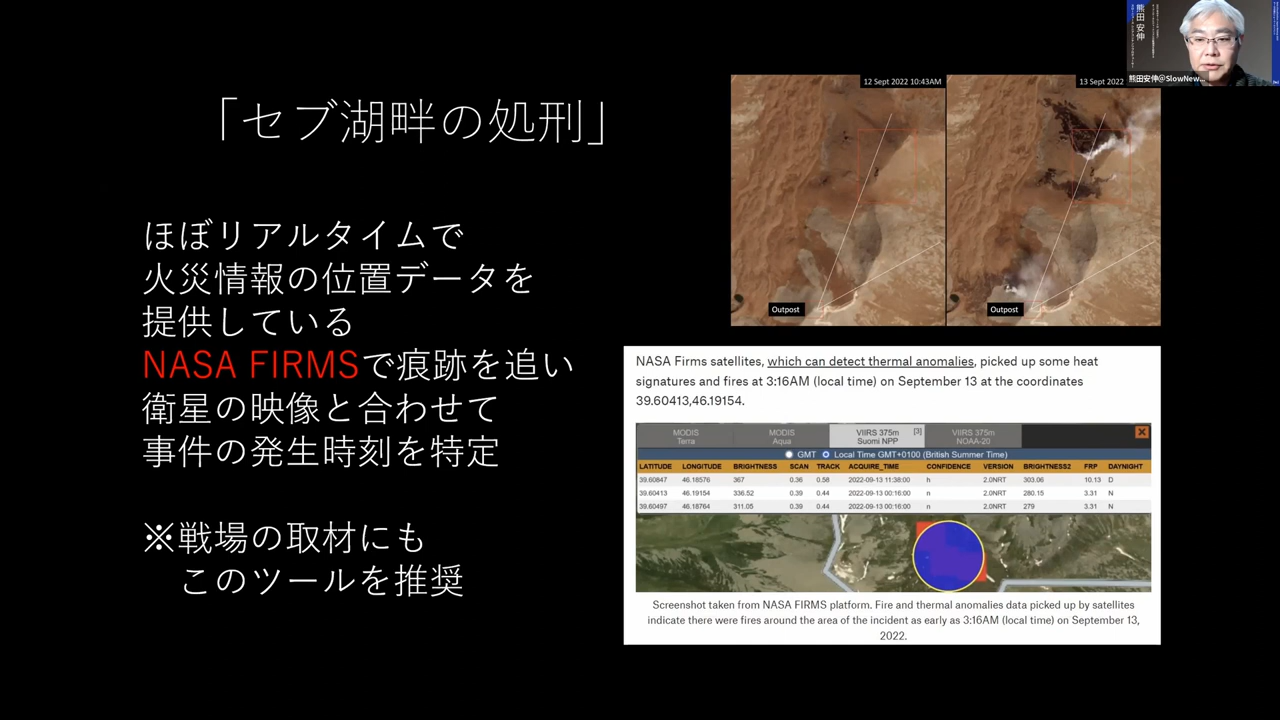 「セブ湖畔の処刑」
ほぼリアルタイムで
火災情報の位置データを
提供している
NASA FIRMSで痕跡を追い
衛星の映像と合わせて
事件の発生時刻を特定
※戦場の取材にも
このツールを推奨
12 Sept 2022 10:43AM
13 Sept 2022
Outpost
Outpost
熊田安伸
熊田安伸@SlowNew...
NASA Firms satellites, which can detect thermal anomalies, picked up some heat
signatures and fires at 3:16AM (local time) on September 13 at the coordinates
39.60413,46.19154.
MODIS Terra
MODIS Aqua
VIIRS 375m Suomi NPP [3]
VIIRS 375m NOAA-20
GMT Local Time GMT+0100 (British Summer Time)
LATITUDE LONGITUDE BRIGHTNESS SCAN TRACK ACQUIRE_TIME CONFIDENCE VERSION BRIGHTNESS2 FRP DAYNIGHT
39.60847 46.18576 367 0.36 0.58 2022-09-13 11:38:00 h 2.0NRT 303.06 10.13 D
39.60413 46.19154 336.52 0.39 0.44 2022-09-13 00:16:00 n 2.0NRT 280.15 3.31 N
39.60497 46.18764 311.05 0.39 0.44 2022-09-13 00:16:00 n 2.0NRT 279 3.31 N
Screenshot taken from NASA FIRMS platform. Fire and thermal anomalies data picked up by satellites
indicate there were fires around the area of the incident as early as 3:16AM (local time) on September 13,
2022.